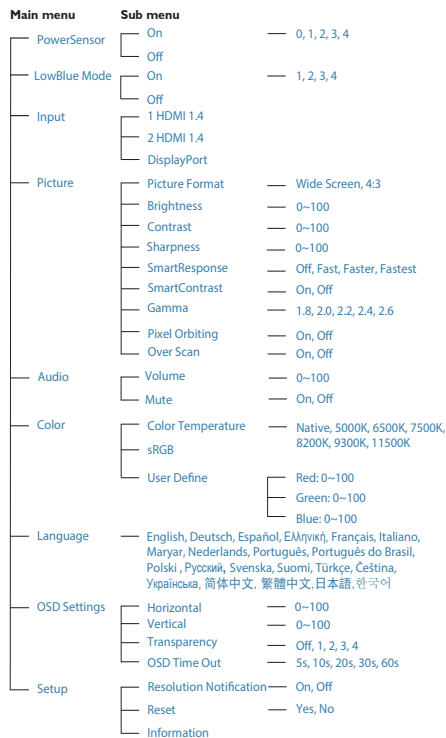 Main menu Sub menu
PowerSensor On 0, 1, 2, 3, 4
Off
LowBlue Mode On 1, 2, 3, 4
Off
Input 1 HDMI 1.4
2 HDMI 1.4
DisplayPort
Picture Picture Format Wide Screen, 4:3
Brightness 0~100
Contrast 0~100
Sharpness 0~100
SmartResponse Off, Fast, Faster, Fastest
SmartContrast On, Off
Gamma 1.8, 2.0, 2.2, 2.4, 2.6
Pixel Orbiting On, Off
Over Scan On, Off
Audio Volume 0~100
Mute On, Off
Color Color Temperature Native, 5000K, 6500K, 7500K,
8200K, 9300K, 11500K
sRGB
User Define Red: 0~100
Green: 0~100
Blue: 0~100
Language English, Deutsch, Español, Ελληνική, Français, Italiano,
Maryar, Nederlands, Português, Português do Brasil,
Polski , Русский, Svenska, Suomi, Türkçe, Čeština,
Українська, 简体中文, 繁體中文,日本語,한국어
OSD Settings Horizontal 0~100
Vertical 0~100
Transparency Off, 1, 2, 3, 4
OSD Time Out 5s, 10s, 20s, 30s, 60s
Setup Resolution Notification On, Off
Reset Yes, No
Information